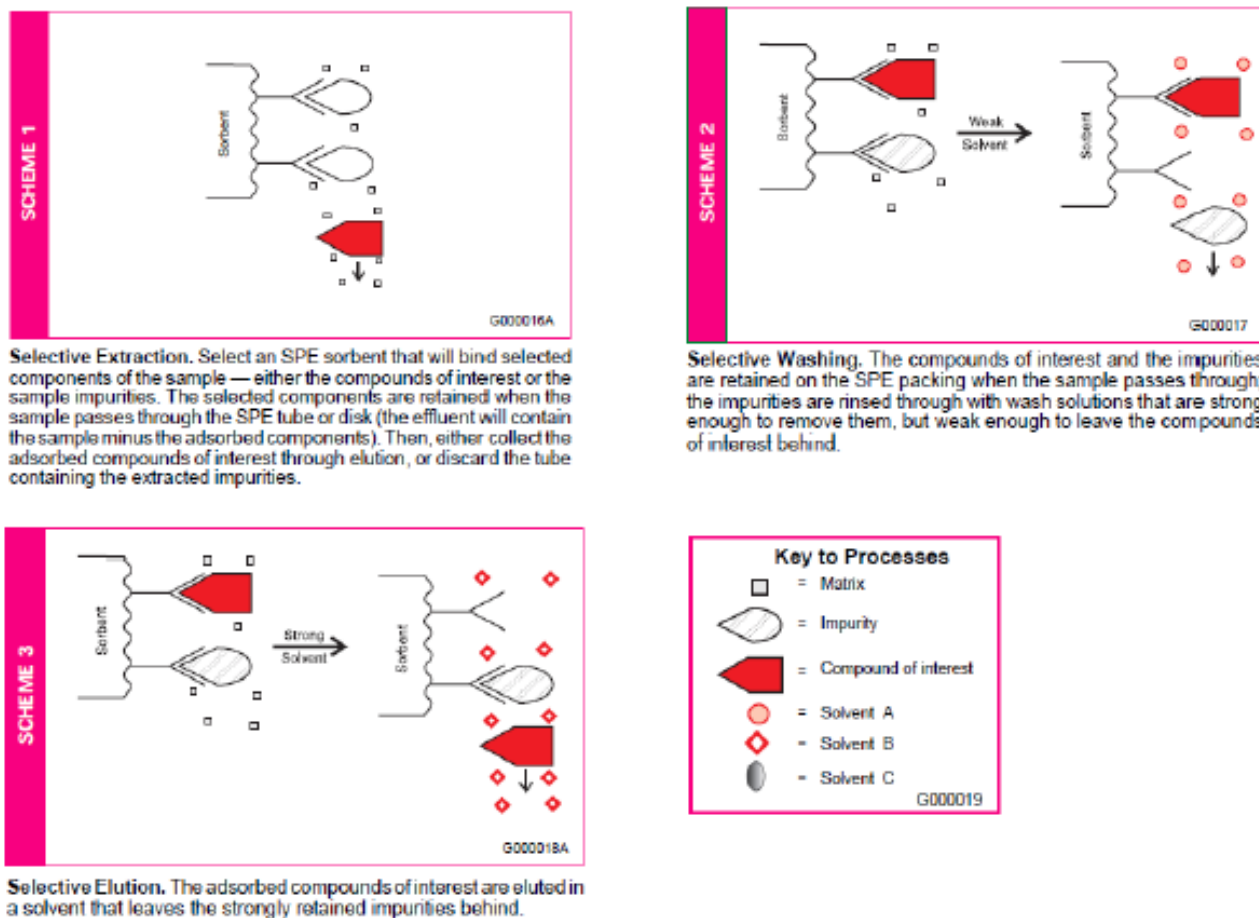 SCHEME 1
Sorbent
G000016A
Selective Extraction. Select an SPE sorbent that will bind selected
components of the sample — either the compounds of interest or the
sample impurities. The selected components are retained when the
sample passes through the SPE tube or disk (the effluent will contain
the sample minus the adsorbed components). Then, either collect the
adsorbed compounds of interest through elution, or discard the tube
containing the extracted impurities.
SCHEME 2
Sorbent
Weak
Solvent
Sorbent
G000017
Selective Washing. The compounds of interest and the impurities
are retained on the SPE packing when the sample passes through
the impurities are rinsed through with wash solutions that are strong
enough to remove them, but weak enough to leave the compounds
of interest behind.
SCHEME 3
Sorbent
Strong
Solvent
Sorbent
G000018A
Selective Elution. The adsorbed compounds of interest are eluted in
a solvent that leaves the strongly retained impurities behind.
Key to Processes
= Matrix
= Impurity
= Compound of interest
= Solvent A
= Solvent B
= Solvent C
G000019